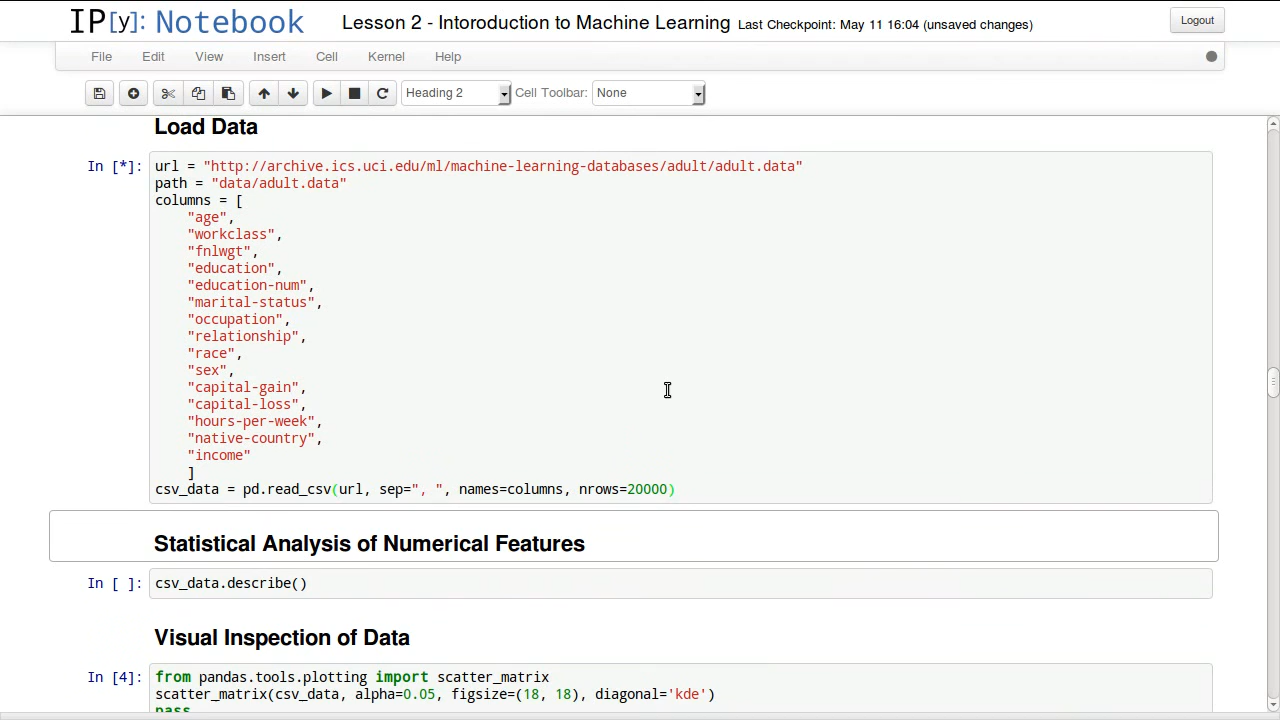 IP[y]: Notebook Lesson 2 - Intoroduction to Machine Learning Last Checkpoint: May 11 16:04 (unsaved changes) Logout
File Edit View Insert Cell Kernel Help
Heading 2 Cell Toolbar: None
Load Data
In [*]: url = "http://archive.ics.uci.edu/ml/machine-learning-databases/adult/adult.data"
path = "data/adult.data"
columns = [
"age",
"workclass",
"fnlwgt",
"education",
"education-num",
"marital-status",
"occupation",
"relationship",
"race",
"sex",
"capital-gain",
"capital-loss",
"hours-per-week",
"native-country",
"income"
]
csv_data = pd.read_csv(url, sep=", ", names=columns, nrows=20000)
Statistical Analysis of Numerical Features
In [ ]: csv_data.describe()
Visual Inspection of Data
In [4]: from pandas.tools.plotting import scatter_matrix
scatter_matrix(csv_data, alpha=0.05, figsize=(18, 18), diagonal='kde')
pass